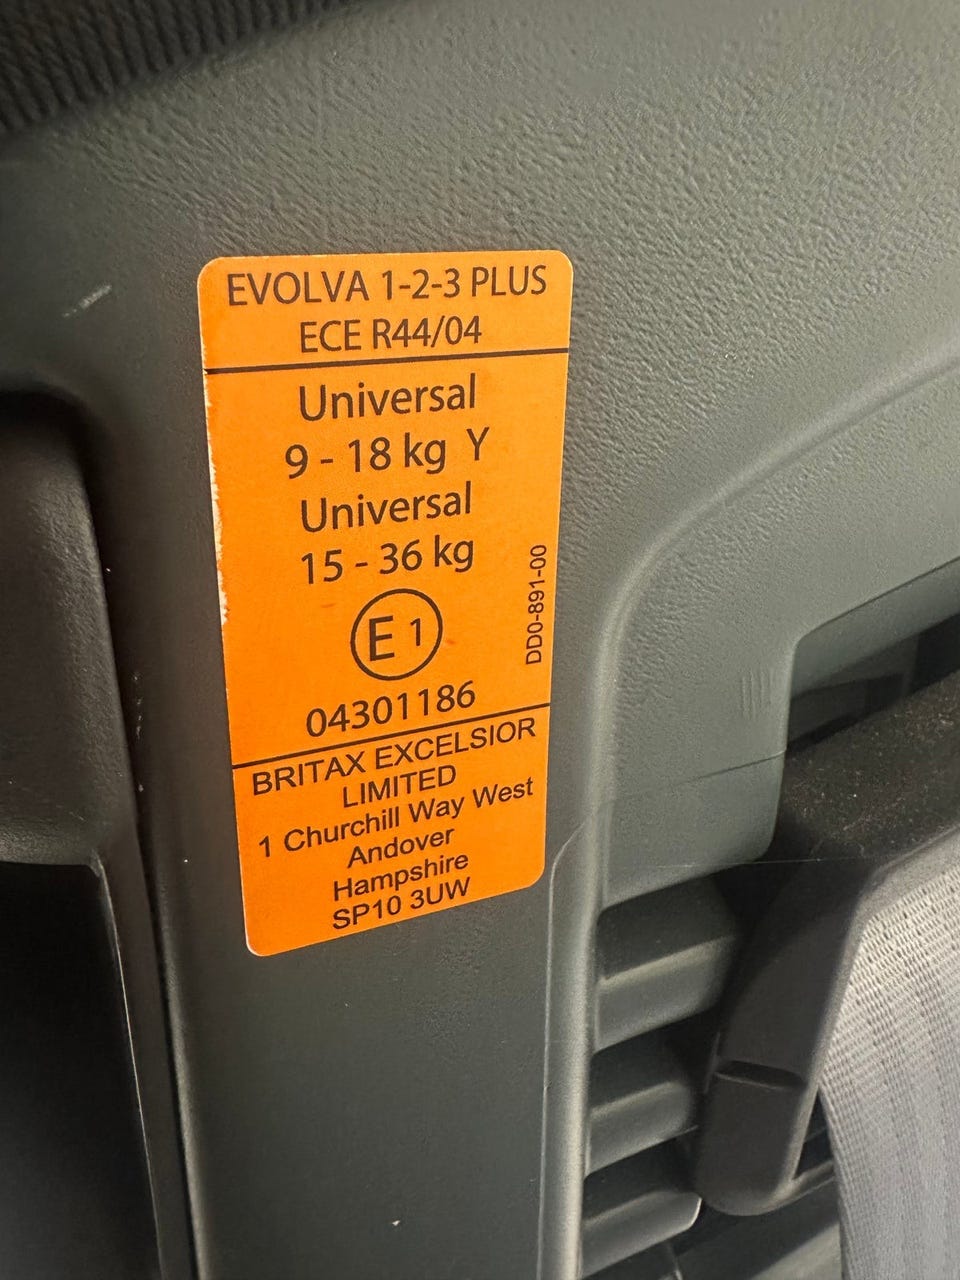 EVOLVA 1-2-3 PLUS
ECE R44/04
Universal
9 - 18 kg Y
Universal
15 - 36 kg
E 1
04301186
DD0-891-00
BRITAX EXCELSIOR
LIMITED
1 Churchill Way West
Andover
Hampshire
SP10 3UW